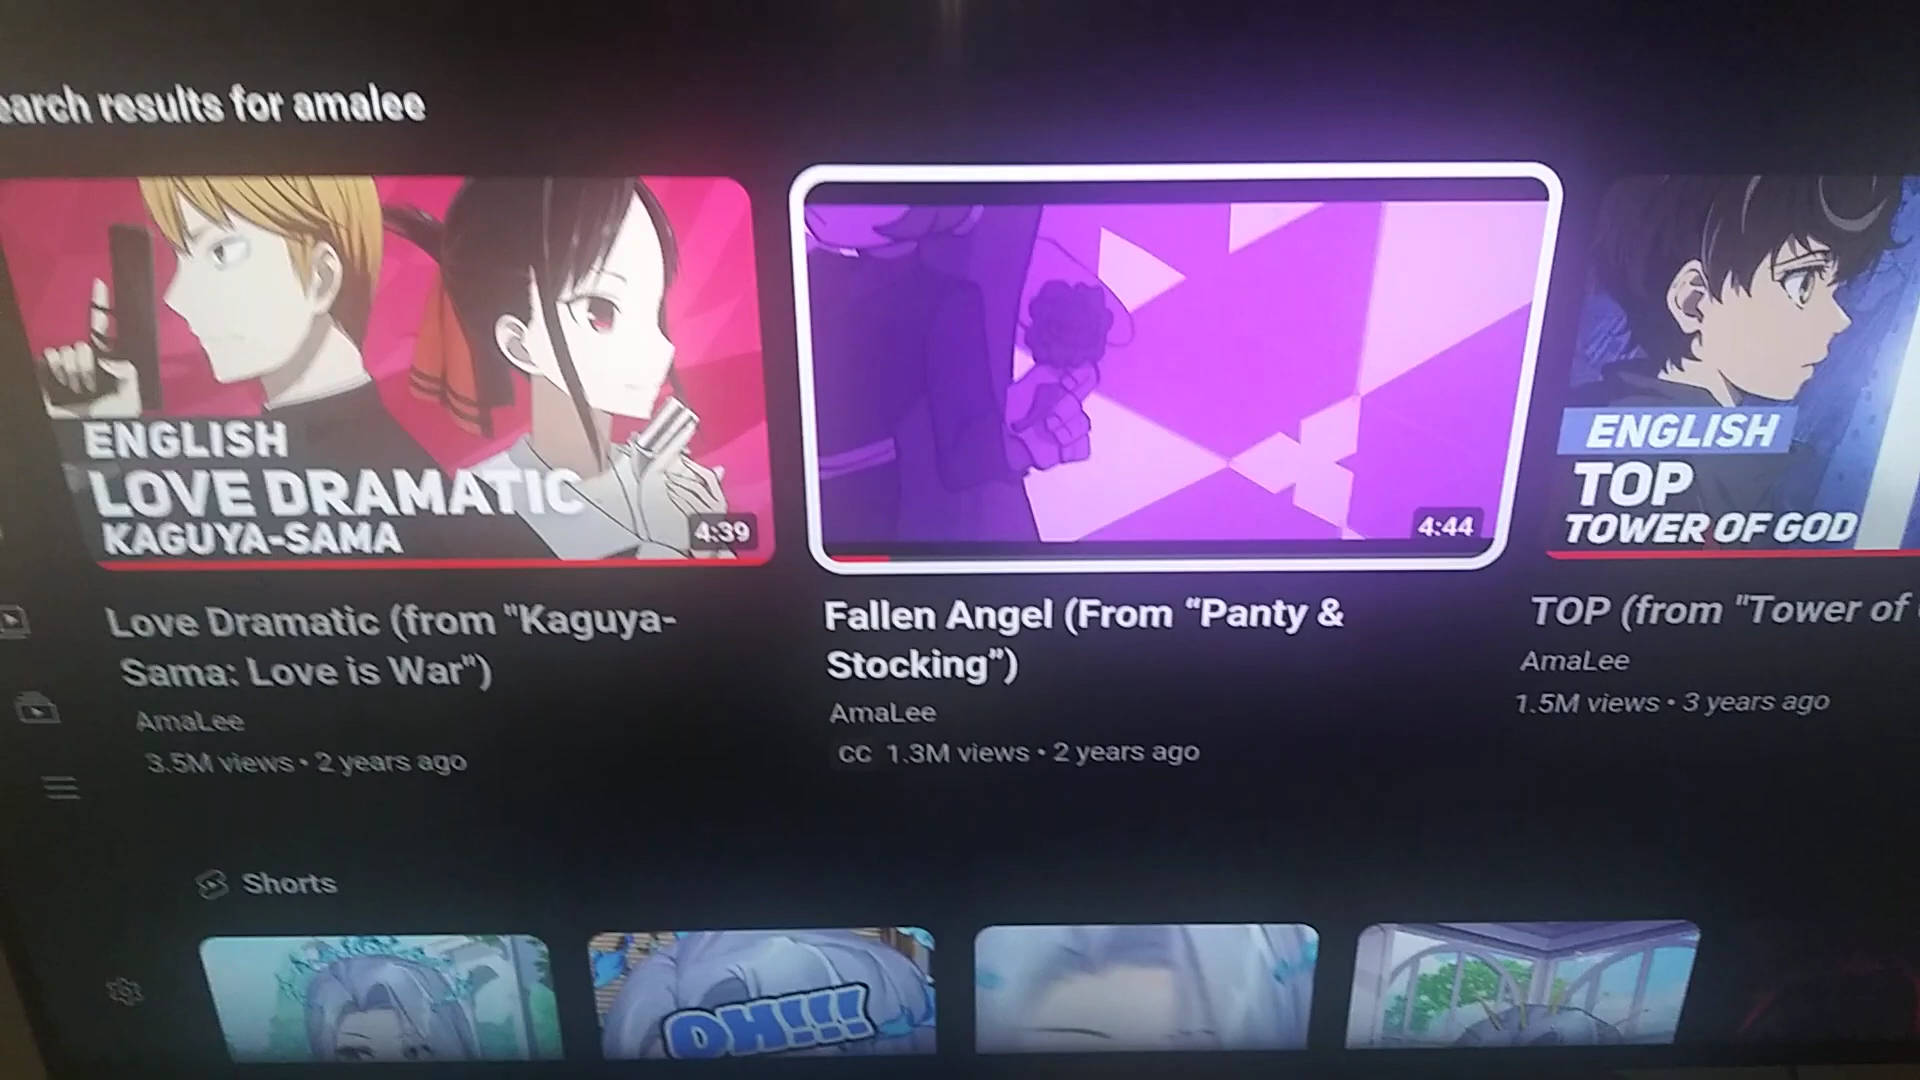 earch results for amalee
ENGLISH
LOVE DRAMATIC
KAGUYA-SAMA
4:39
Love Dramatic (from "Kaguya-
Sama: Love is War")
AmaLee
3.5M views • 2 years ago
4:44
Fallen Angel (From “Panty &
Stocking”)
AmaLee
CC 1.3M views • 2 years ago
ENGLISH
TOP
TOWER OF GOD
TOP (from "Tower of
AmaLee
1.5M views • 3 years ago
Shorts
OH!!!